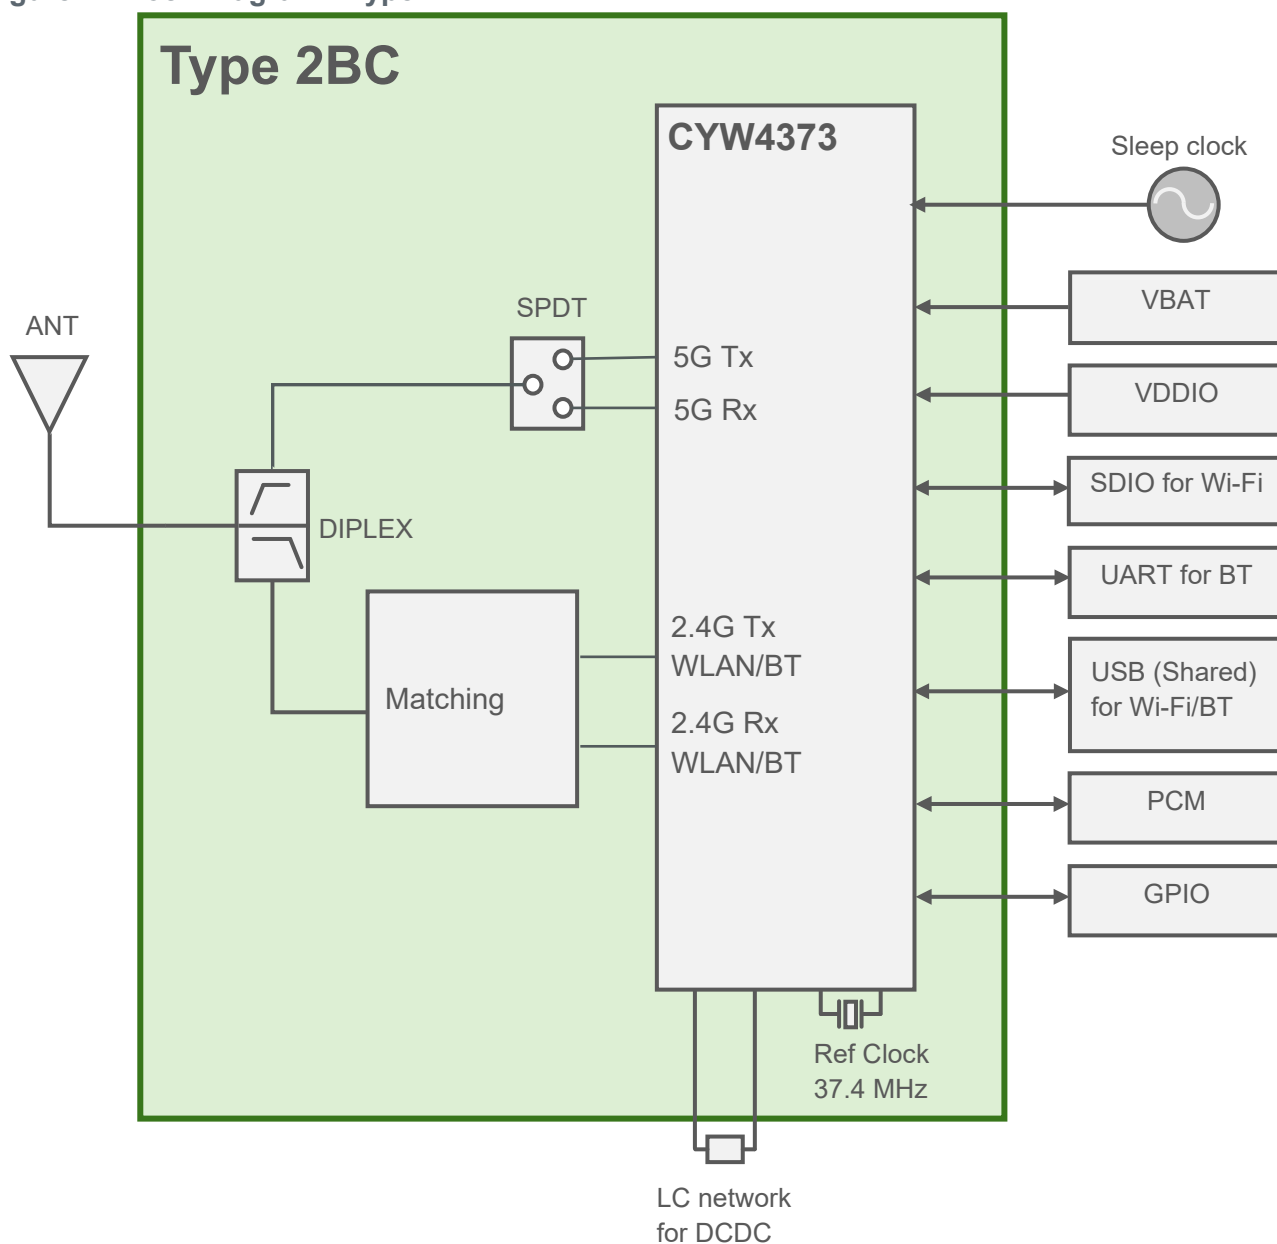 Type 2BC
CYW4373
Sleep clock
SPDT
VBAT
ANT
5G Tx
VDDIO
5G Rx
SDIO for Wi-Fi
DIPLEX
UART for BT
2.4G Tx
WLAN/BT
USB (Shared)
for Wi-Fi/BT
Matching
2.4G Rx
WLAN/BT
PCM
GPIO
Ref Clock
37.4 MHz
LC network
for DCDC